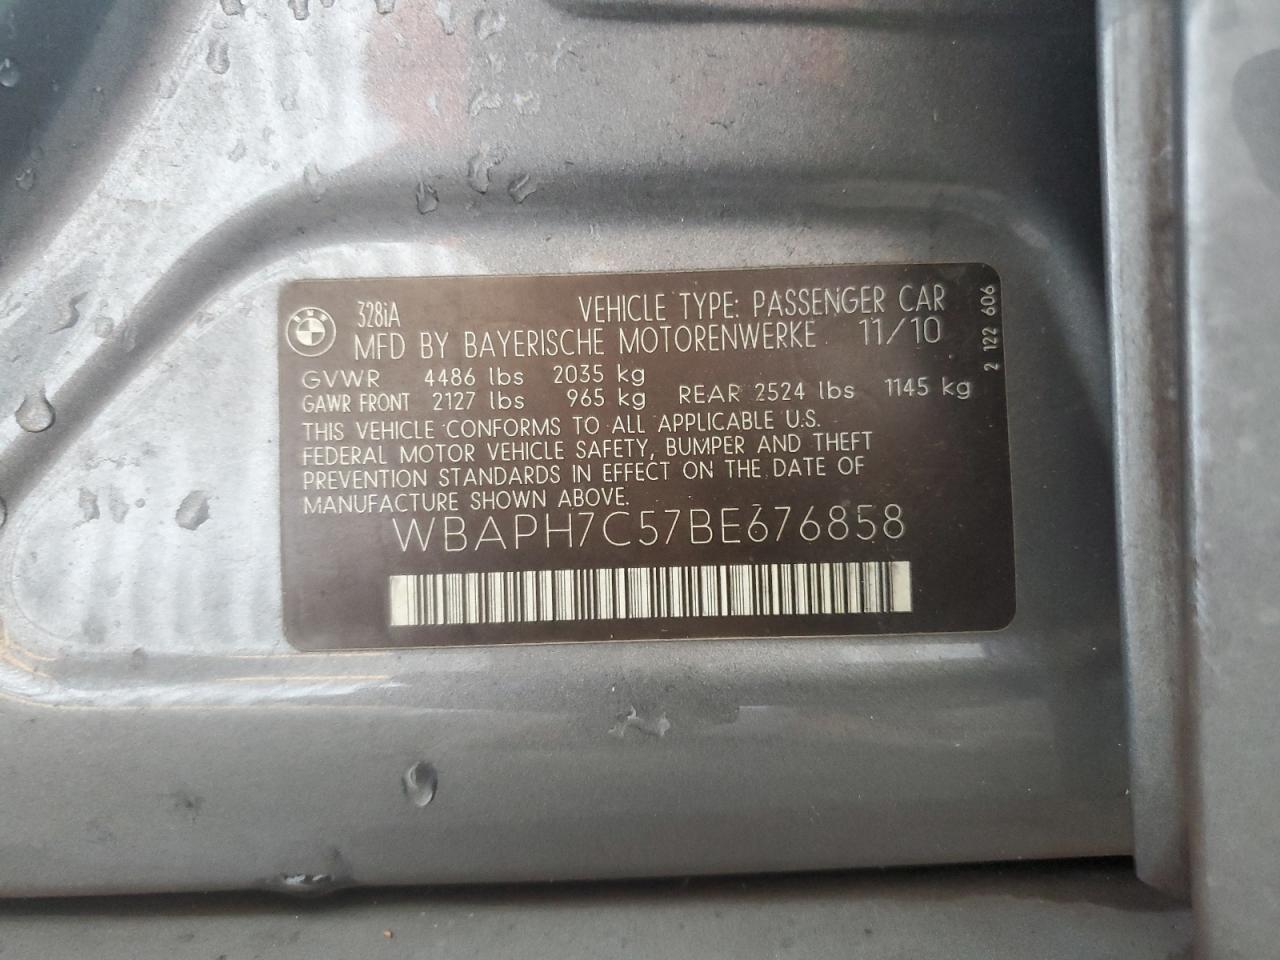 328iA VEHICLE TYPE: PASSENGER CAR
MFD BY BAYERISCHE MOTORENWERKE 11/10
GVWR 4486 lbs 2035 kg
GAWR FRONT 2127 lbs 965 kg REAR 2524 lbs 1145 kg
THIS VEHICLE CONFORMS TO ALL APPLICABLE U.S.
FEDERAL MOTOR VEHICLE SAFETY, BUMPER AND THEFT
PREVENTION STANDARDS IN EFFECT ON THE DATE OF
MANUFACTURE SHOWN ABOVE.
WBAPH7C57BE676858
2 122 606